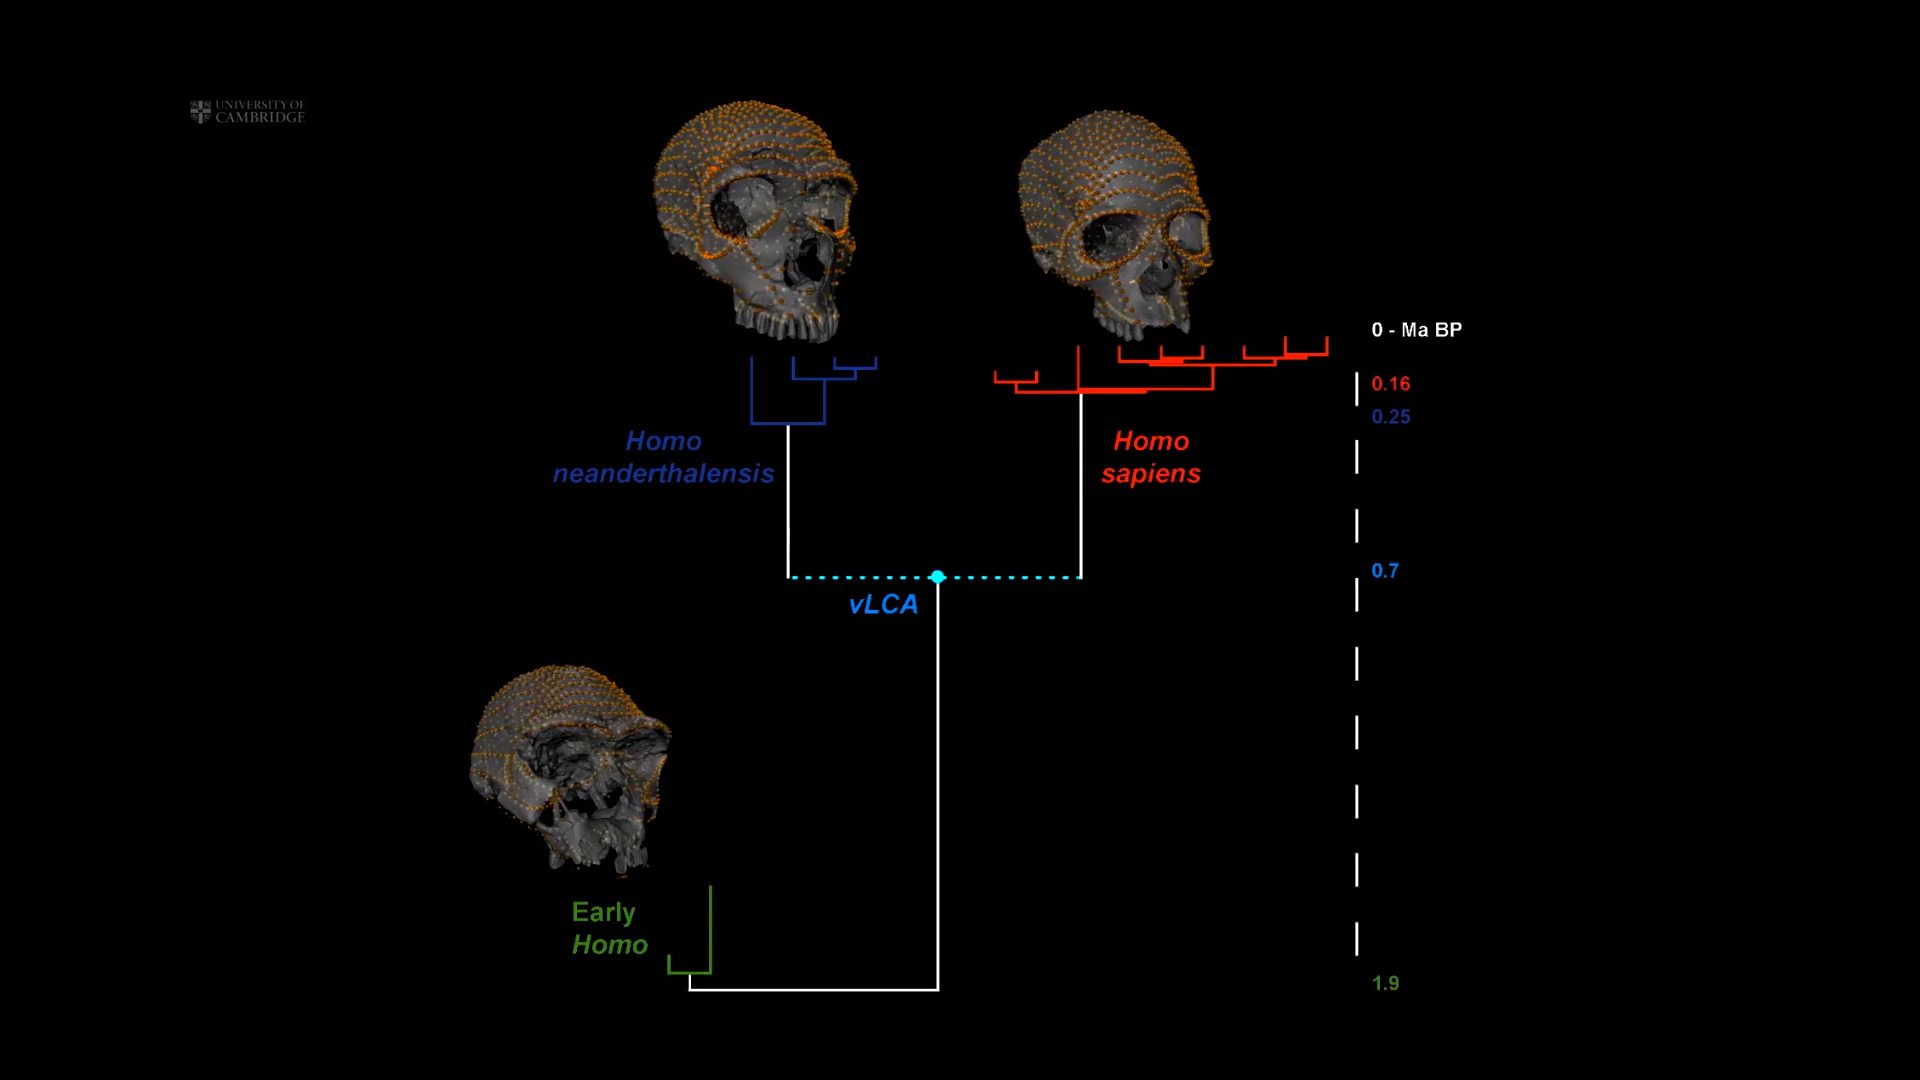 UNIVERSITY OF
CAMBRIDGE
0 - Ma BP
0.16
0.25
Homo
neanderthalensis
Homo
sapiens
0.7
vLCA
Early
Homo
1.9